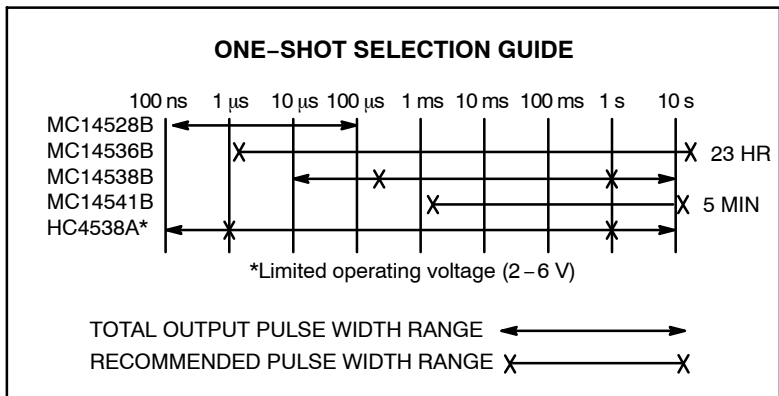 ONE–SHOT SELECTION GUIDE
100 ns 1 µs 10 µs 100 µs 1 ms 10 ms 100 ms 1 s 10 s
MC14528B
MC14536B 23 HR
MC14538B
MC14541B 5 MIN
HC4538A*
*Limited operating voltage (2–6 V)
TOTAL OUTPUT PULSE WIDTH RANGE
RECOMMENDED PULSE WIDTH RANGE